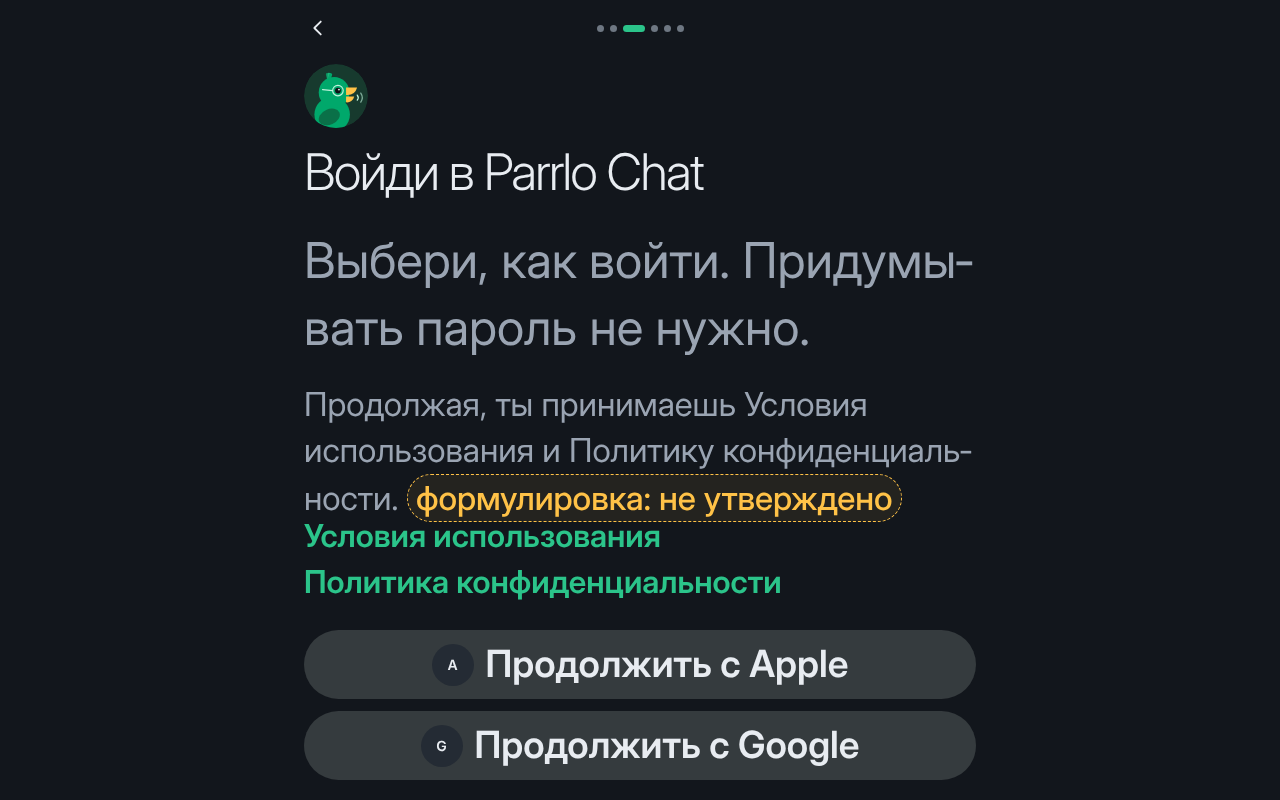 Войди в Parrlo Chat
Выбери, как войти. Придумы-
вать пароль не нужно.
Продолжая, ты принимаешь Условия
использования и Политику конфиденциаль-
ности. формулировка: не утверждено
Условия использования
Политика конфиденциальности
A Продолжить с Apple
G Продолжить с Google